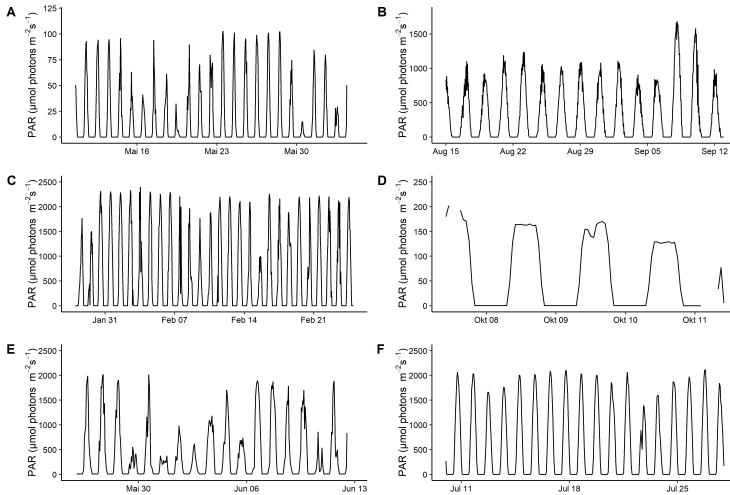 A
PAR (µmol photons m⁻²s⁻¹)
125
100
75
50
25
0
Mai 16
Mai 23
Mai 30
B
PAR (µmol photons m⁻²s⁻¹)
1500
1000
500
0
Aug 15
Aug 22
Aug 29
Sep 05
Sep 12
C
PAR (µmol photons m⁻²s⁻¹)
2500
2000
1500
1000
500
0
Jan 31
Feb 07
Feb 14
Feb 21
D
PAR (µmol photons m⁻²s⁻¹)
250
200
150
100
50
0
Okt 08
Okt 09
Okt 10
Okt 11
E
PAR (µmol photons m⁻²s⁻¹)
2500
2000
1500
1000
500
0
Mai 30
Jun 06
Jun 13
F
PAR (µmol photons m⁻²s⁻¹)
2500
2000
1500
1000
500
0
Jul 11
Jul 18
Jul 25